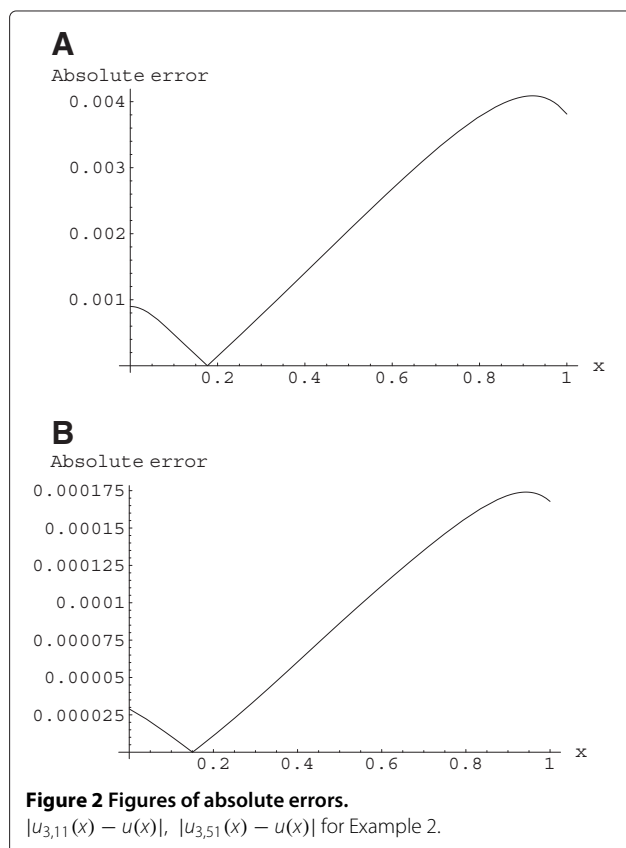 A
Absolute error
0.004
0.003
0.002
0.001
0.2 0.4 0.6 0.8 1 x
B
Absolute error
0.000175
0.00015
0.000125
0.0001
0.000075
0.00005
0.000025
0.2 0.4 0.6 0.8 1 x
Figure 2 Figures of absolute errors.
|u3,11(x) − u(x)|, |u3,51(x) − u(x)| for Example 2.